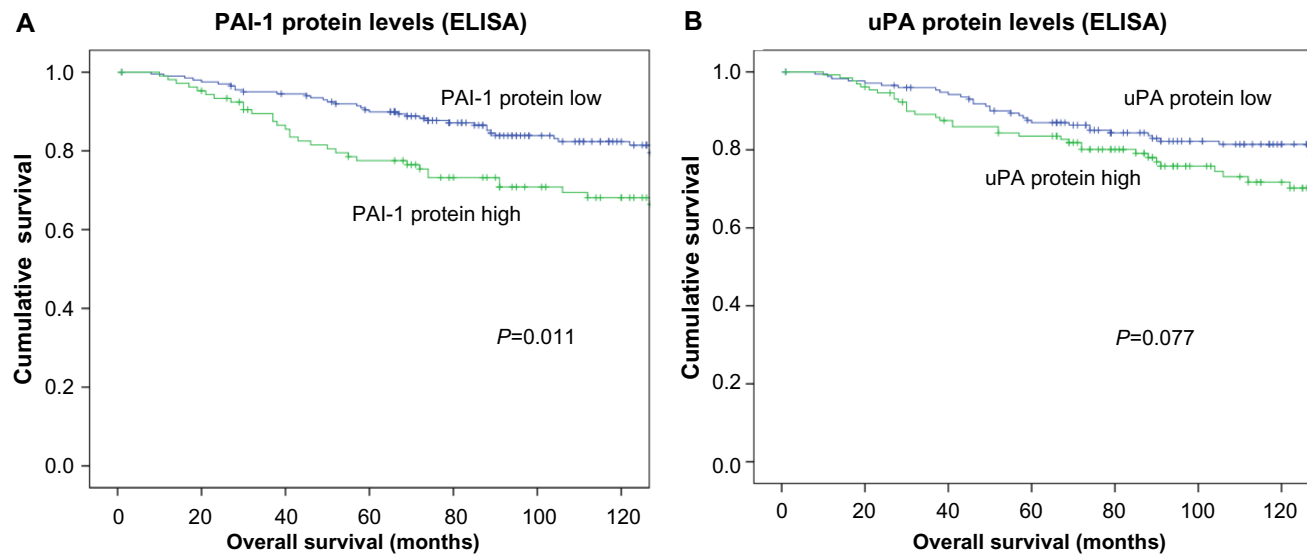 A
PAI-1 protein levels (ELISA)
1.0
0.8
0.6
0.4
0.2
0.0
Cumulative survival
PAI-1 protein low
PAI-1 protein high
P=0.011
0 20 40 60 80 100 120
Overall survival (months)
B
uPA protein levels (ELISA)
1.0
0.8
0.6
0.4
0.2
0.0
Cumulative survival
uPA protein low
uPA protein high
P=0.077
0 20 40 60 80 100 120
Overall survival (months)